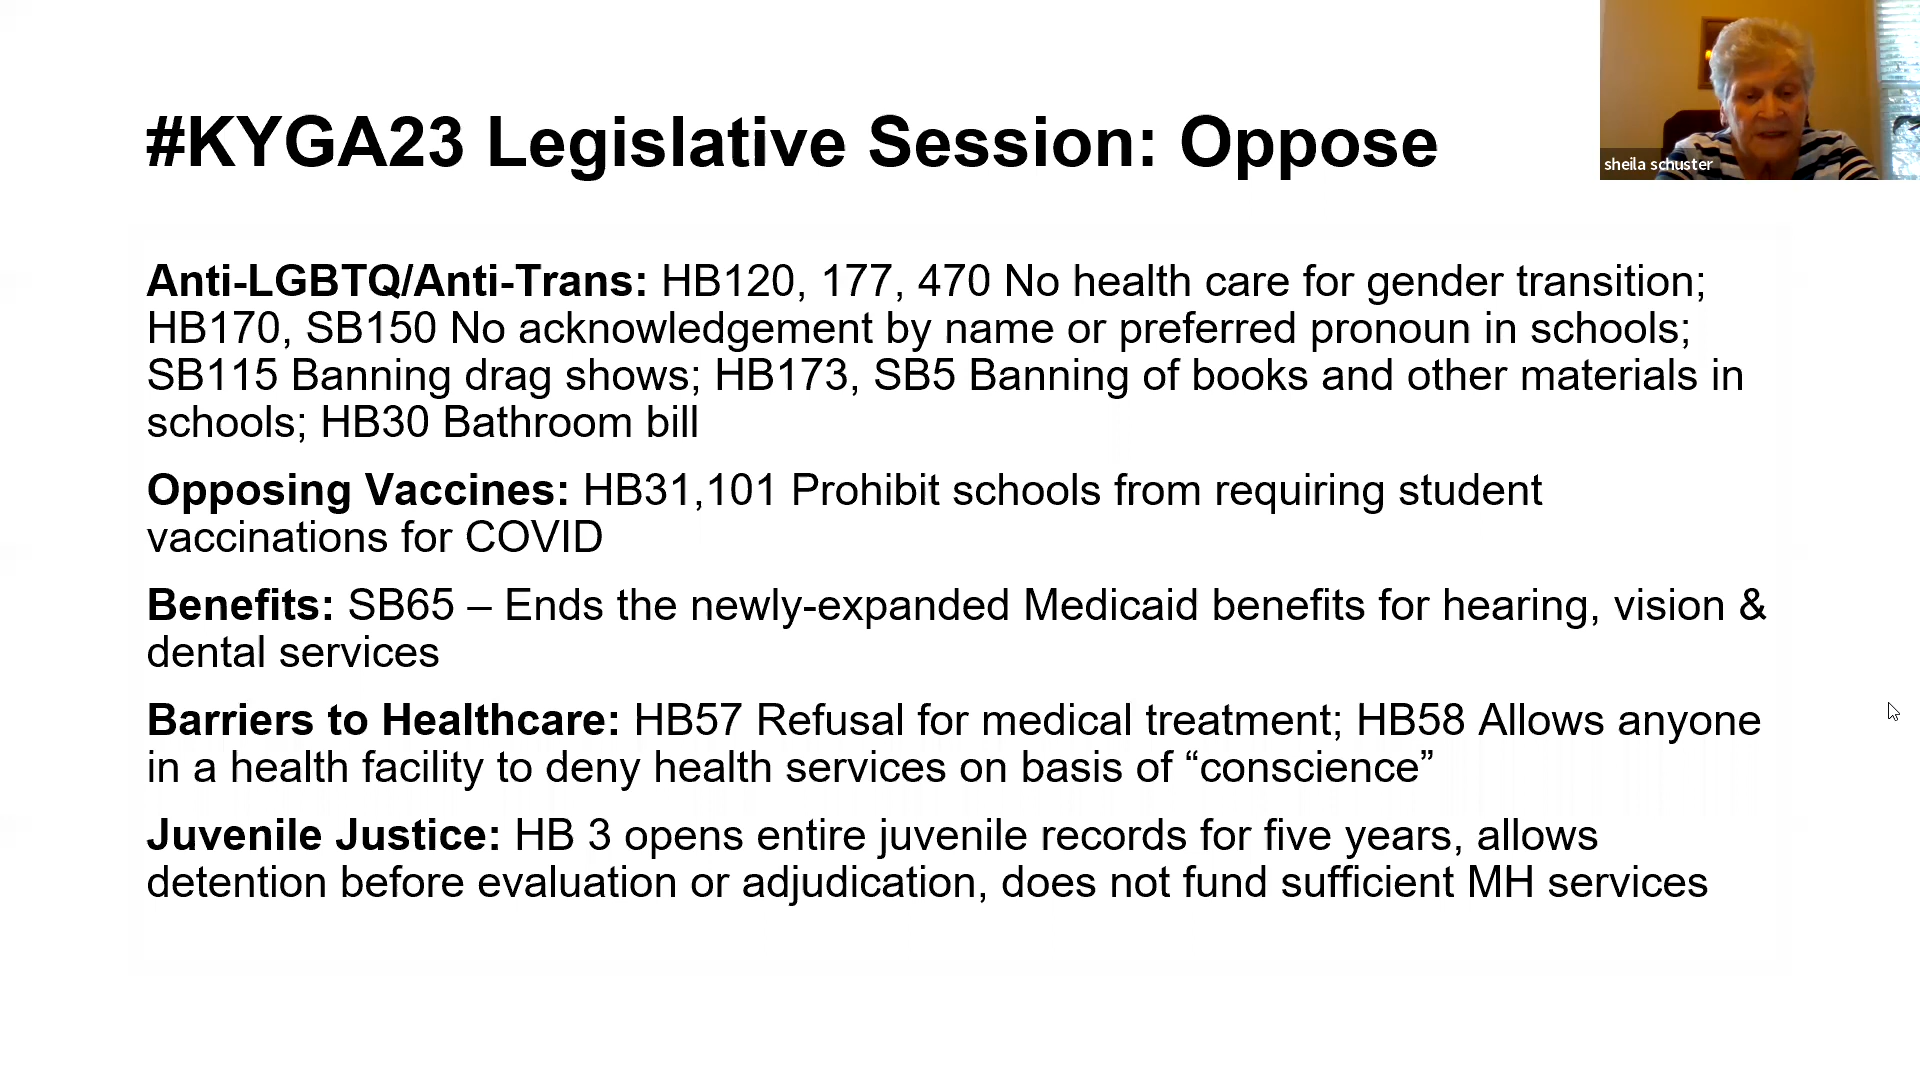 #KYGA23 Legislative Session: Oppose
sheila schuster
Anti-LGBTQ/Anti-Trans: HB120, 177, 470 No health care for gender transition;
HB170, SB150 No acknowledgement by name or preferred pronoun in schools;
SB115 Banning drag shows; HB173, SB5 Banning of books and other materials in
schools; HB30 Bathroom bill
Opposing Vaccines: HB31,101 Prohibit schools from requiring student
vaccinations for COVID
Benefits: SB65 – Ends the newly-expanded Medicaid benefits for hearing, vision &
dental services
Barriers to Healthcare: HB57 Refusal for medical treatment; HB58 Allows anyone
in a health facility to deny health services on basis of “conscience”
Juvenile Justice: HB 3 opens entire juvenile records for five years, allows
detention before evaluation or adjudication, does not fund sufficient MH services